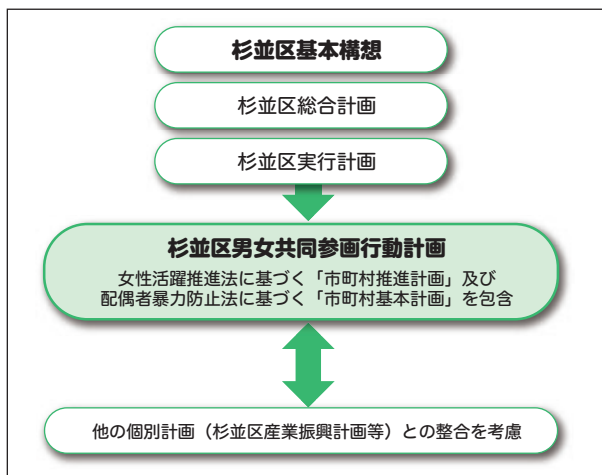 杉並区基本構想
杉並区総合計画
杉並区実行計画
杉並区男女共同参画行動計画
女性活躍推進法に基づく「市町村推進計画」及び
配偶者暴力防止法に基づく「市町村基本計画」を包含
他の個別計画（杉並区産業振興計画等）との整合を考慮